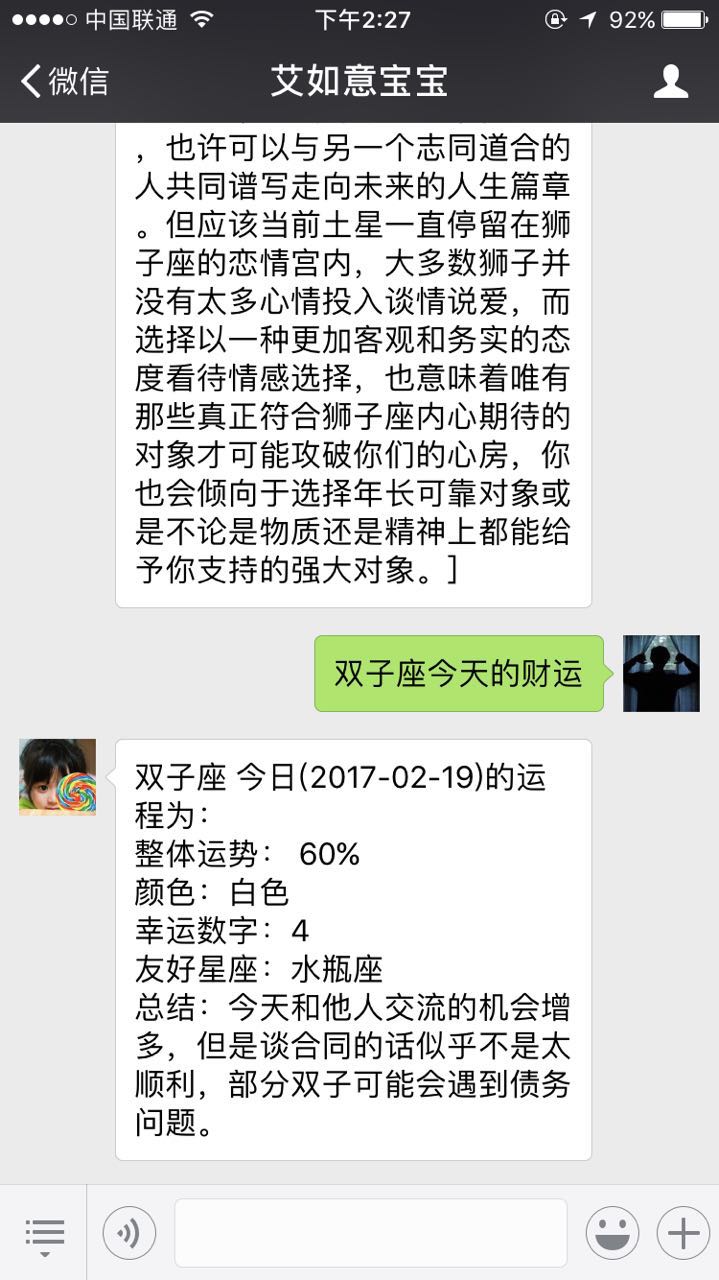 中国联通 下午2:27 92%
微信 艾如意宝宝
，也许可以与另一个志同道合的
人共同谱写走向未来的人生篇章
。但应该当前土星一直停留在狮
子座的恋情宫内，大多数狮子并
没有太多心情投入谈情说爱，而
选择以一种更加客观和务实的态
度看待情感选择，也意味着唯有
那些真正符合狮子座内心期待的
对象才可能攻破你们的心房，你
也会倾向于选择年长可靠对象或
是不论是物质还是精神上都能给
予你支持的强大对象。］
双子座今天的财运
双子座 今日(2017-02-19)的运
程为：
整体运势： 60%
颜色：白色
幸运数字：4
友好星座：水瓶座
总结：今天和他人交流的机会增
多，但是谈合同的话似乎不是太
顺利，部分双子可能会遇到债务
问题。